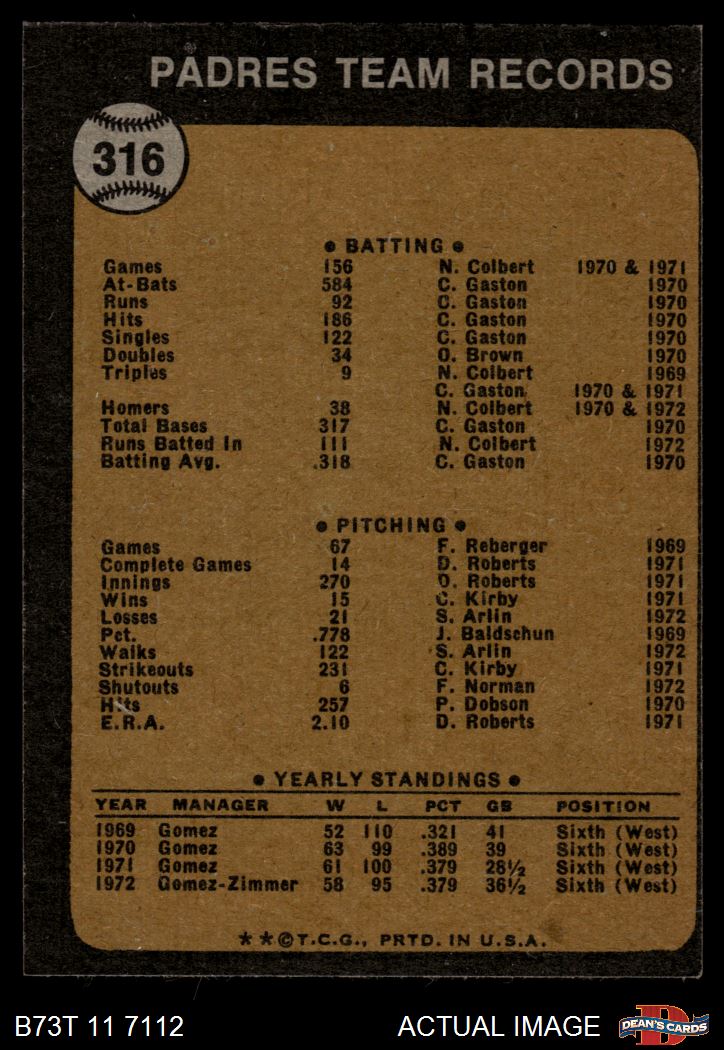 PADRES TEAM RECORDS
316
• BATTING •
Games 156 N. Colbert 1970 & 1971
At-Bats 584 C. Gaston 1970
Runs 92 C. Gaston 1970
Hits 186 C. Gaston 1970
Singles 122 C. Gaston 1970
Doubles 34 O. Brown 1970
Triples 9 N. Colbert 1969
C. Gaston 1970 & 1971
Homers 38 N. Colbert 1970 & 1972
Total Bases 317 C. Gaston 1970
Runs Batted In 111 N. Colbert 1972
Batting Avg. .318 C. Gaston 1970
• PITCHING •
Games 67 F. Reberger 1969
Complete Games 14 D. Roberts 1971
Innings 270 D. Roberts 1971
Wins 15 C. Kirby 1971
Losses 21 S. Arlin 1972
Pct. .778 J. Baldschun 1969
Walks 122 S. Arlin 1972
Strikeouts 231 C. Kirby 1971
Shutouts 6 F. Norman 1972
Hits 257 P. Dobson 1970
E.R.A. 2.10 D. Roberts 1971
• YEARLY STANDINGS •
YEAR MANAGER W L PCT GB POSITION
1969 Gomez 52 110 .321 41 Sixth (West)
1970 Gomez 63 99 .389 39 Sixth (West)
1971 Gomez 61 100 .379 28½ Sixth (West)
1972 Gomez-Zimmer 58 95 .379 36½ Sixth (West)
★★©T.C.G., PRTD. IN U.S.A.
B73T 11 7112 ACTUAL IMAGE D DEAN'S CARDS